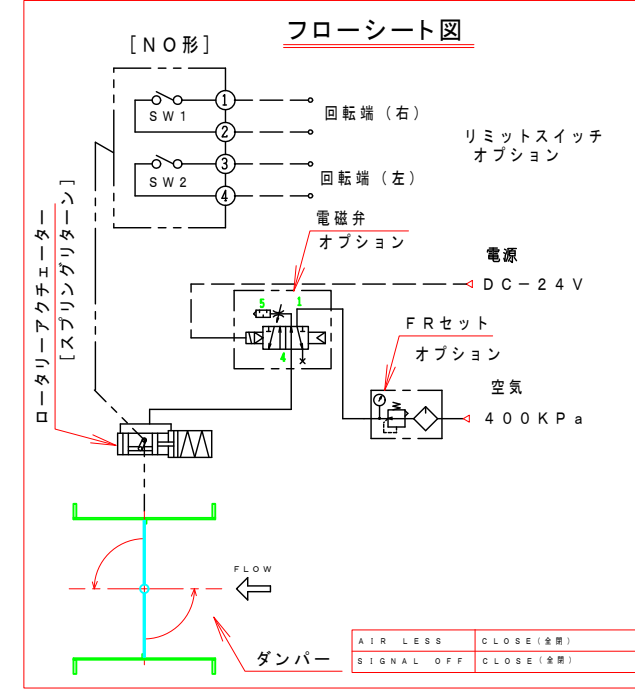 フローシート図
[NO形]
1
SW1
2
回転端(右)
3
SW2
4
回転端(左)
リミットスイッチ
オプション
電磁弁
オプション
電源
DC-24V
5
1
4
FRセット
オプション
空気
400KPa
ロータリーアクチェーター
[スプリングリターン]
FLOW
ダンパー
AIR LESS CLOSE(全閉)
SIGNAL OFF CLOSE(全閉)